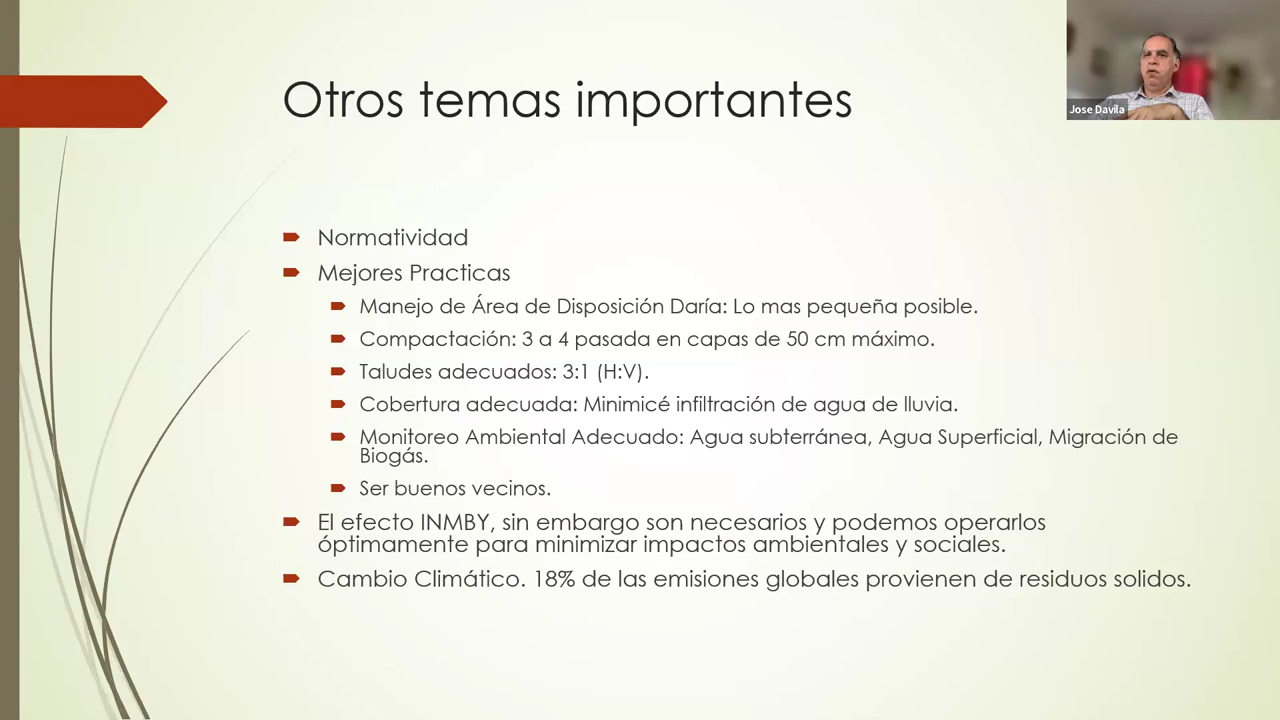 Otros temas importantes
Jose Davila
Normatividad
Mejores Practicas
Manejo de Área de Disposición Daría: Lo mas pequeña posible.
Compactación: 3 a 4 pasada en capas de 50 cm máximo.
Taludes adecuados: 3:1 (H:V).
Cobertura adecuada: Minimicé infiltración de agua de lluvia.
Monitoreo Ambiental Adecuado: Agua subterránea, Agua Superficial, Migración de
Biogás.
Ser buenos vecinos.
El efecto INMBY, sin embargo son necesarios y podemos operarlos
óptimamente para minimizar impactos ambientales y sociales.
Cambio Climático. 18% de las emisiones globales provienen de residuos solidos.